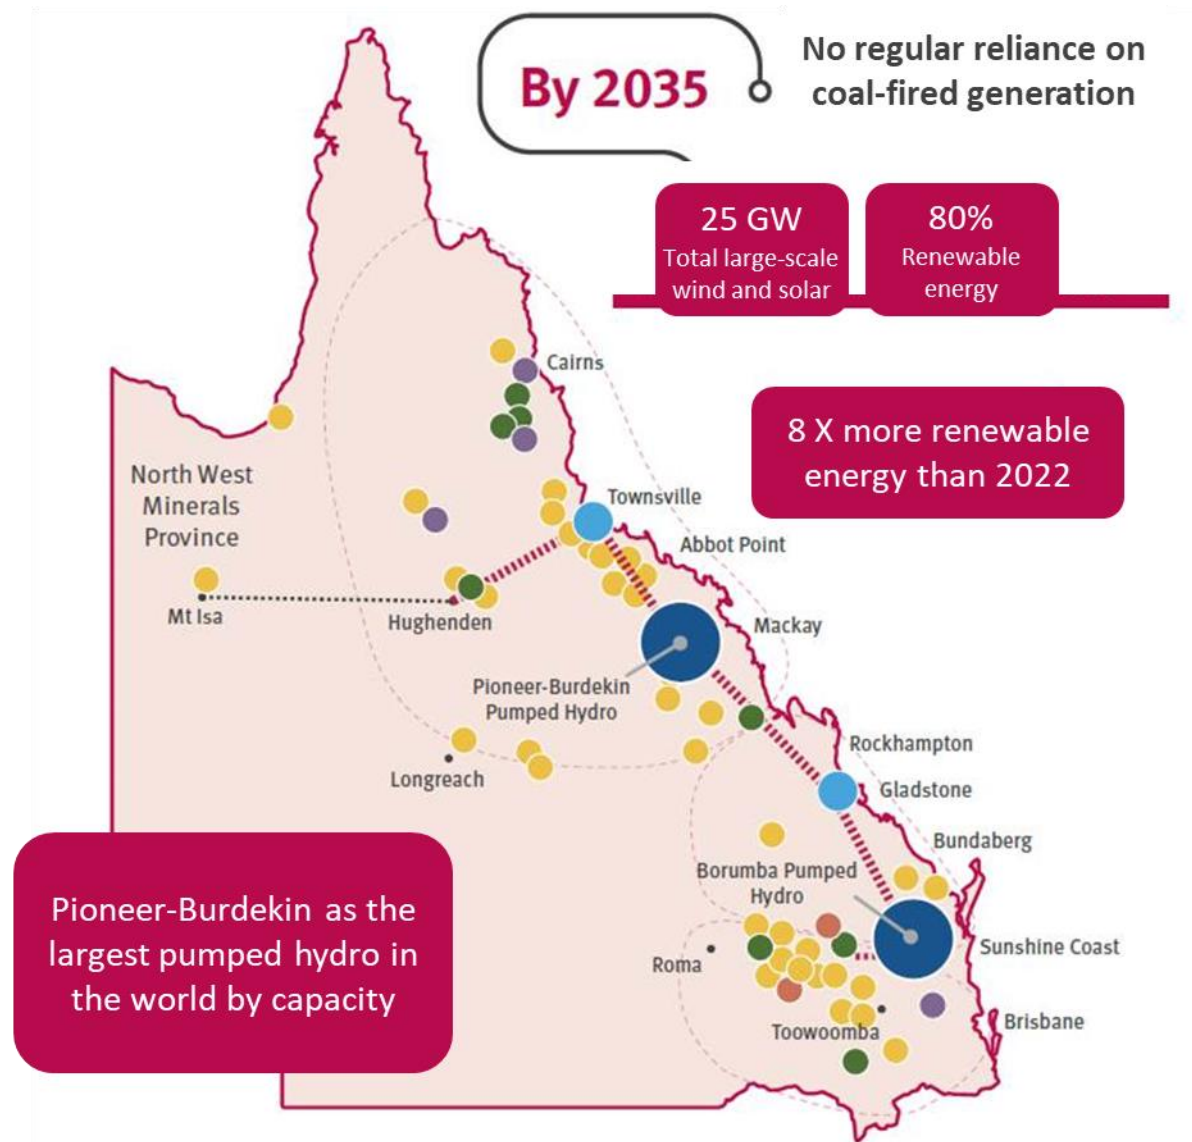 By 2035
No regular reliance on
coal-fired generation
25 GW
Total large-scale
wind and solar
80%
Renewable
energy
Cairns
8 X more renewable
energy than 2022
North West
Minerals
Province
Townsville
Abbot Point
Mt Isa
Hughenden
Mackay
Pioneer-Burdekin
Pumped Hydro
Rockhampton
Longreach
Gladstone
Bundaberg
Borumba Pumped
Hydro
Pioneer-Burdekin as the
largest pumped hydro in
the world by capacity
Roma
Sunshine Coast
Toowoomba
Brisbane